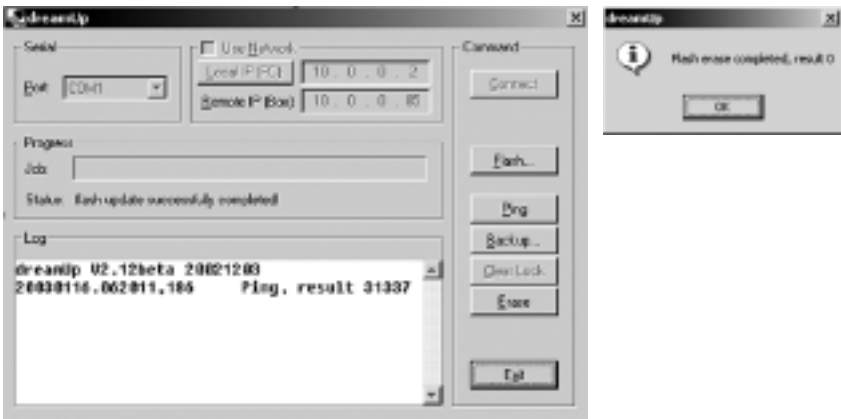 dreamUp
Serial
Port COM1
Use Network
Local IP (PC) 10 . 0 . 0 . 2
Remote IP (Box) 10 . 0 . 0 . 85
Command
Connect
Flash...
Ping
Backup...
Clear Lock
Erase
Exit
Progress
Job:
Status: flash update successfully completed!
Log
dreamUp V2.12beta 20021203
20030116.062011.186 Ping, result 31337
dreamUp
Flash erase completed, result 0
OK